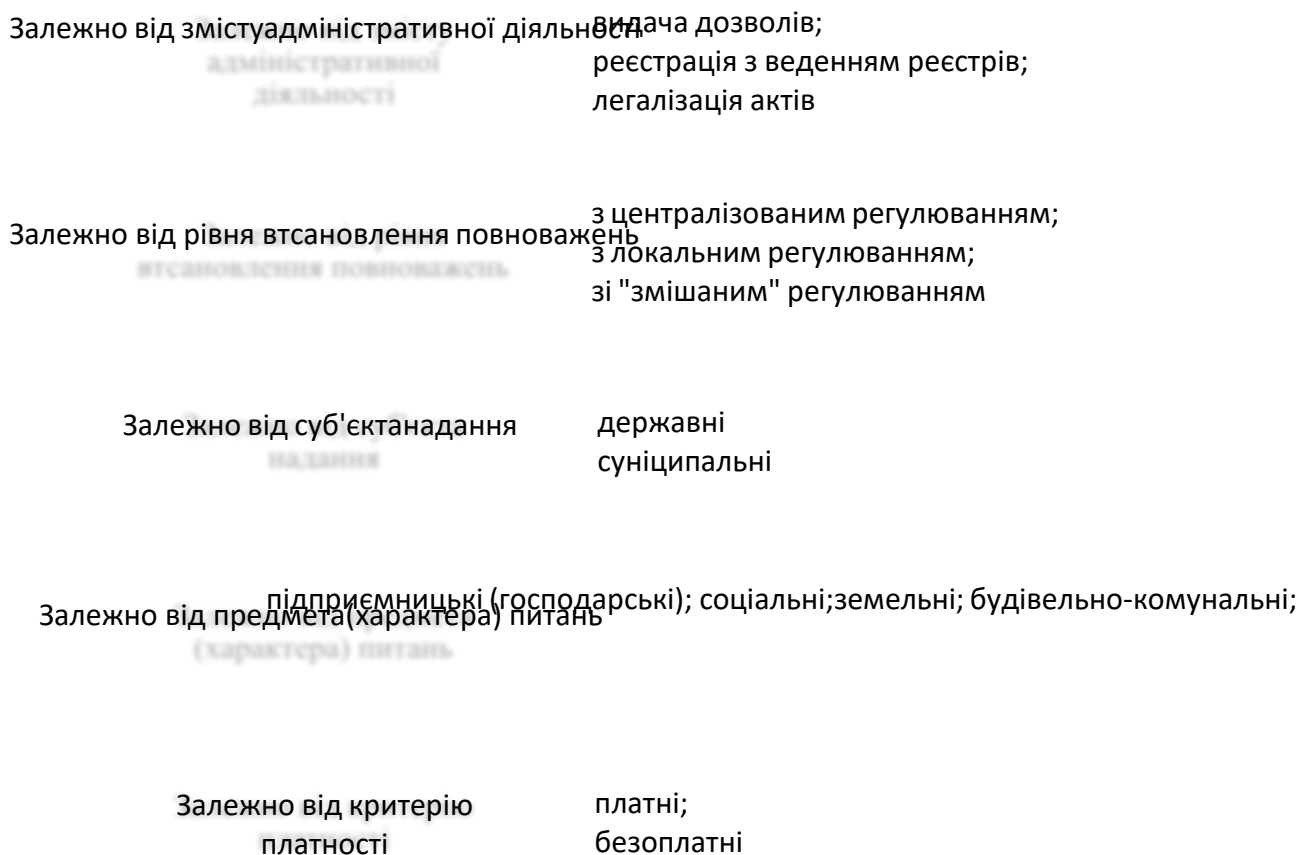 Залежно від змістуадміністративної діяльності
видача дозволів;
реєстрація з веденням реєстрів;
легалізація актів
Залежно від рівня втсановлення повноважень
з централізованим регулюванням;
з локальним регулюванням;
зі "змішаним" регулюванням
Залежно від суб'єктанадання
державні
суніципальні
Залежно від предмета(характера) питань
підприємницькі (господарські); соціальні;земельні; будівельно-комунальні;
Залежно від критерію
платності
платні;
безоплатні